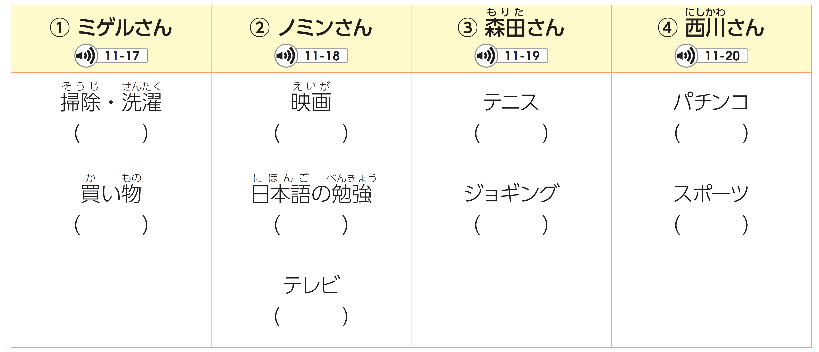 ① ミゲルさん
11-17
② ノミンさん
11-18
もりた
③ 森田さん
11-19
にしかわ
④ 西川さん
11-20
そうじ せんたく
掃除・洗濯
( )
か もの
買い物
( )
えいが
映画
( )
にほんご べんきょう
日本語の勉強
( )
テレビ
( )
テニス
( )
ジョギング
( )
パチンコ
( )
スポーツ
( )